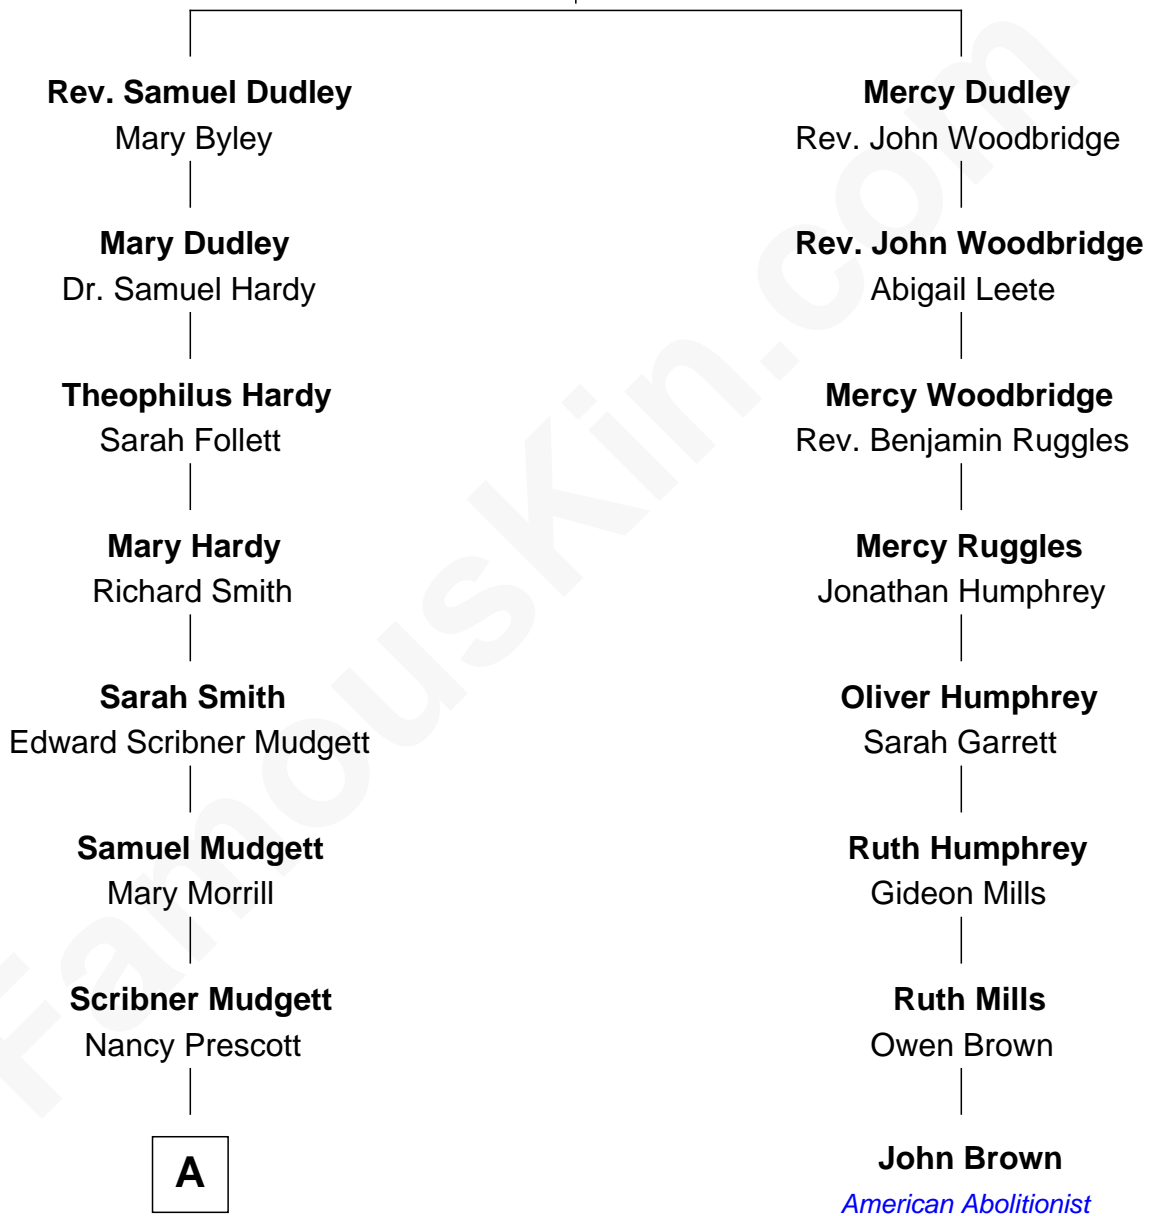 Rev. Samuel Dudley
Mary Byley
Mary Dudley
Dr. Samuel Hardy
Theophilus Hardy
Sarah Follett
Mary Hardy
Richard Smith
Sarah Smith
Edward Scribner Mudgett
Samuel Mudgett
Mary Morrill
Scribner Mudgett
Nancy Prescott
A
Mercy Dudley
Rev. John Woodbridge
Rev. John Woodbridge
Abigail Leete
Mercy Woodbridge
Rev. Benjamin Ruggles
Mercy Ruggles
Jonathan Humphrey
Oliver Humphrey
Sarah Garrett
Ruth Humphrey
Gideon Mills
Ruth Mills
Owen Brown
John Brown
American Abolitionist
FamousKin.com